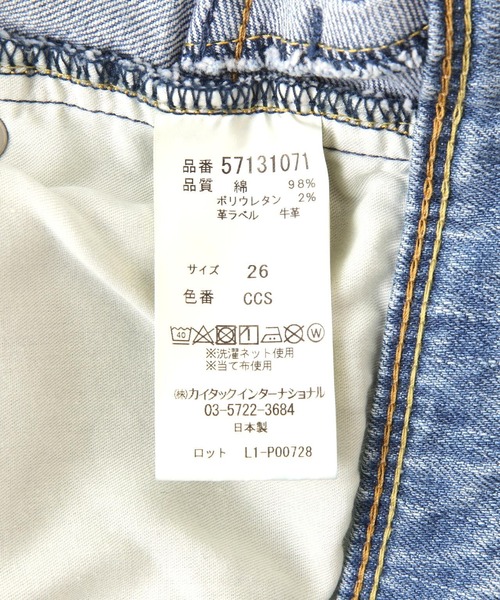 品番 57131071
品質 綿 98%
ポリウレタン 2%
革ラベル 牛革
サイズ 26
色番 CCS
40 1 W
※洗濯ネット使用
※当て布使用
㈱カイタックインターナショナル
03-5722-3684
日本製
ロット L1-P00728